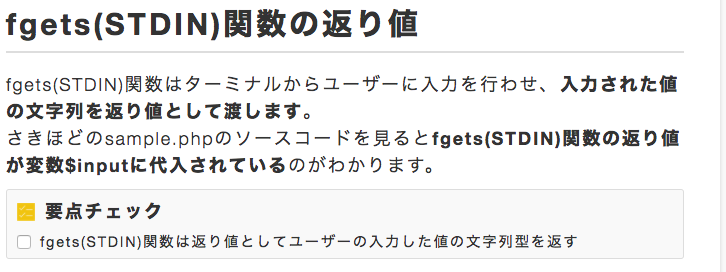 fgets(STDIN)関数の返り値
fgets(STDIN)関数はターミナルからユーザーに入力を行わせ、入力された値
の文字列を返り値として渡します。
さきほどのsample.phpのソースコードを見るとfgets(STDIN)関数の返り値
が変数$inputに代入されているのがわかります。
要点チェック
fgets(STDIN)関数は返り値としてユーザーの入力した値の文字列型を返す